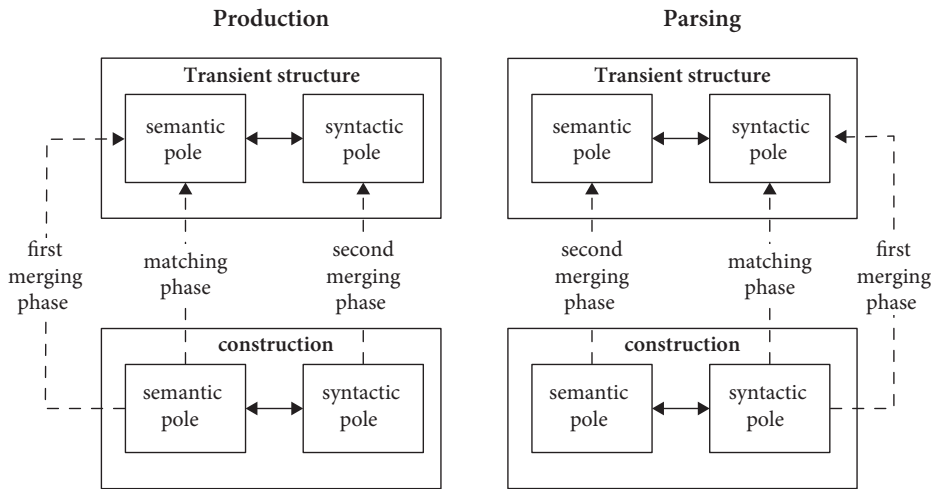 Production
Transient structure
semantic
pole
syntactic
pole
first
merging
phase
matching
phase
second
merging
phase
construction
semantic
pole
syntactic
pole
Parsing
Transient structure
semantic
pole
syntactic
pole
second
merging
phase
matching
phase
first
merging
phase
construction
semantic
pole
syntactic
pole